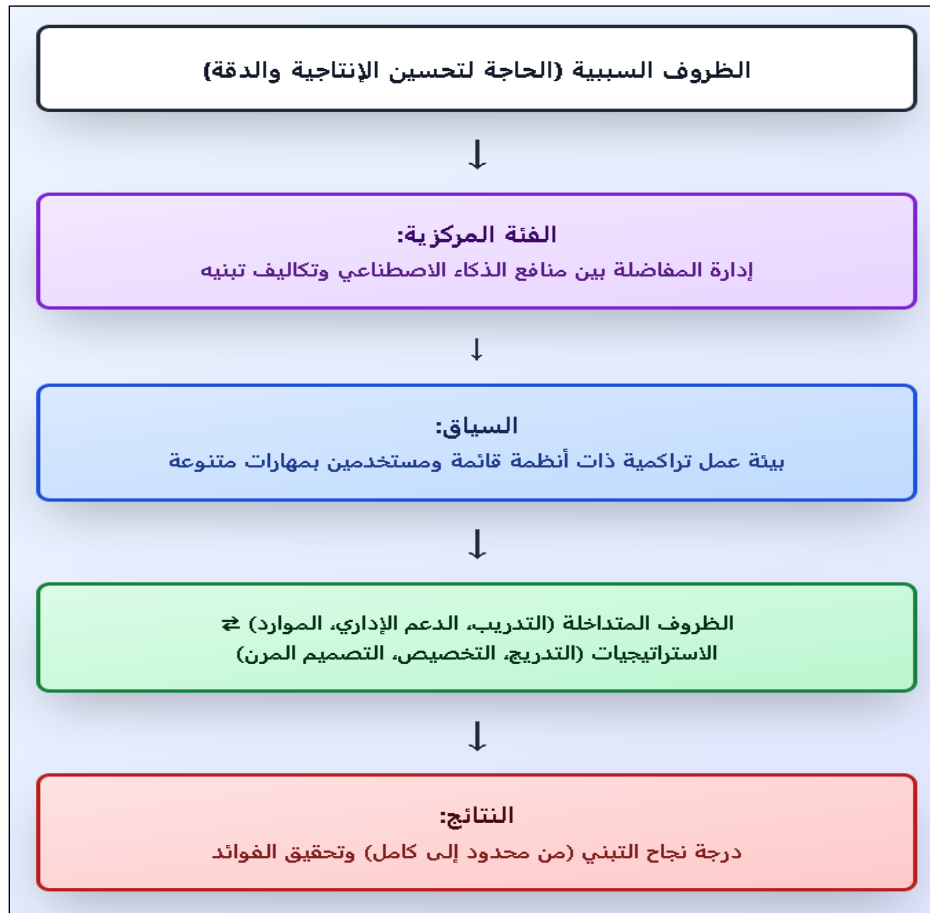 الظروف السببية (الحاجة لتحسين الإنتاجية والدقة)
↓
الفئة المركزية:
إدارة المفاضلة بين منافع الذكاء الاصطناعي وتكاليف تبنيه
↓
السياق:
بيئة عمل تراكمية ذات أنظمة قائمة ومستخدمين بمهارات متنوعة
↓
الظروف المتداخلة (التدريب، الدعم الإداري، الموارد) ⇄
الاستراتيجيات (التدريج، التخصيص، التصميم المرن)
↓
النتائج:
درجة نجاح التبني (من محدود إلى كامل) وتحقيق الفوائد